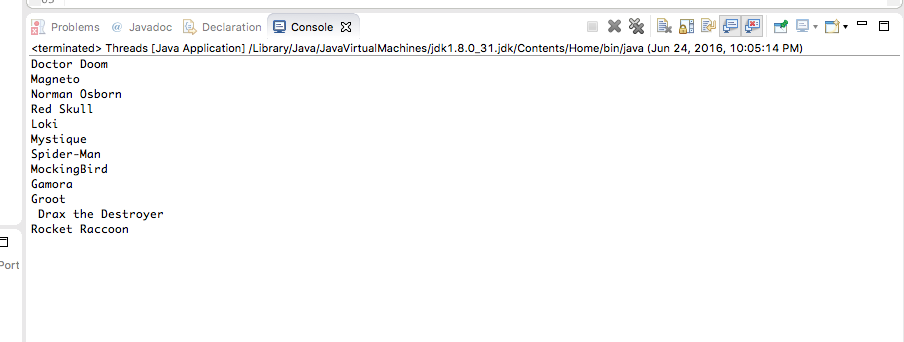 Problems @ Javadoc Declaration Console
<terminated> Threads [Java Application] /Library/Java/JavaVirtualMachines/jdk1.8.0_31.jdk/Contents/Home/bin/java (Jun 24, 2016, 10:05:14 PM)
Doctor Doom
Magneto
Norman Osborn
Red Skull
Loki
Mystique
Spider-Man
MockingBird
Gamora
Groot
Drax the Destroyer
Rocket Raccoon
Port